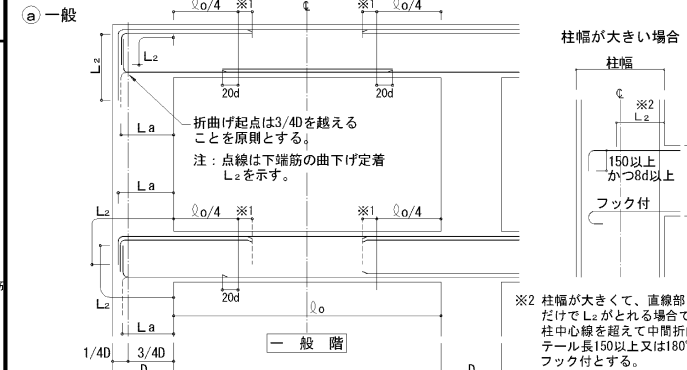 ⓐ 一般
ℓo/4 ※1 ℄ ※1 ℓo/4
L₂
L₂
20d 20d
折曲げ起点は3/4Dを越える
ことを原則とする。
La
注：点線は下端筋の曲下げ定着
L₂を示す。
La
L₂ ℓo/4 ※1 ※1 ℓo/4
L₂
20d
ℓo
La
一 般 階
1/4D 3/4D
D D
柱幅が大きい場合
柱幅
℄ ※2
L₂
150以上
かつ8d以上
フック付
※2 柱幅が大きくて、直線部
だけでL₂がとれる場合で
柱中心線を超えて中間折
テール長150以上又は180°
フック付とする。